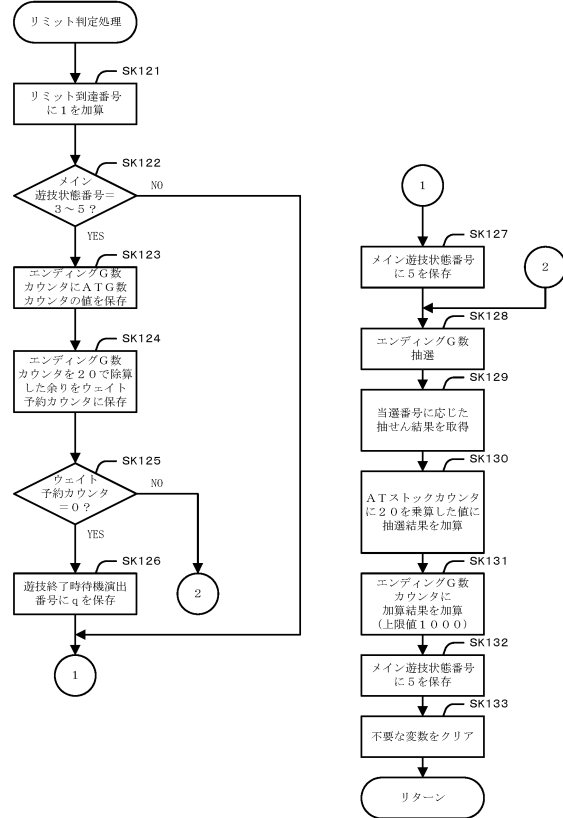 リミット判定処理
SK121
リミット到達番号
に１を加算
SK122
メイン
遊技状態番号＝
３～５？
NO
YES
SK123
エンディングＧ数
カウンタにＡＴＧ数
カウンタの値を保存
SK124
エンディングＧ数
カウンタを２０で除算
した余りをウェイト
予約カウンタに保存
SK125
ウェイト
予約カウンタ
＝０？
NO
YES
SK126
遊技終了時待機演出
番号にｑを保存
2
1
1
SK127
メイン遊技状態番号
に５を保存
2
SK128
エンディングＧ数
抽選
SK129
当選番号に応じた
抽せん結果を取得
SK130
ＡＴストックカウンタ
に２０を乗算した値に
抽選結果を加算
SK131
エンディングＧ数
カウンタに
加算結果を加算
（上限値１０００）
SK132
メイン遊技状態番号
に５を保存
SK133
不要な変数をクリア
リターン